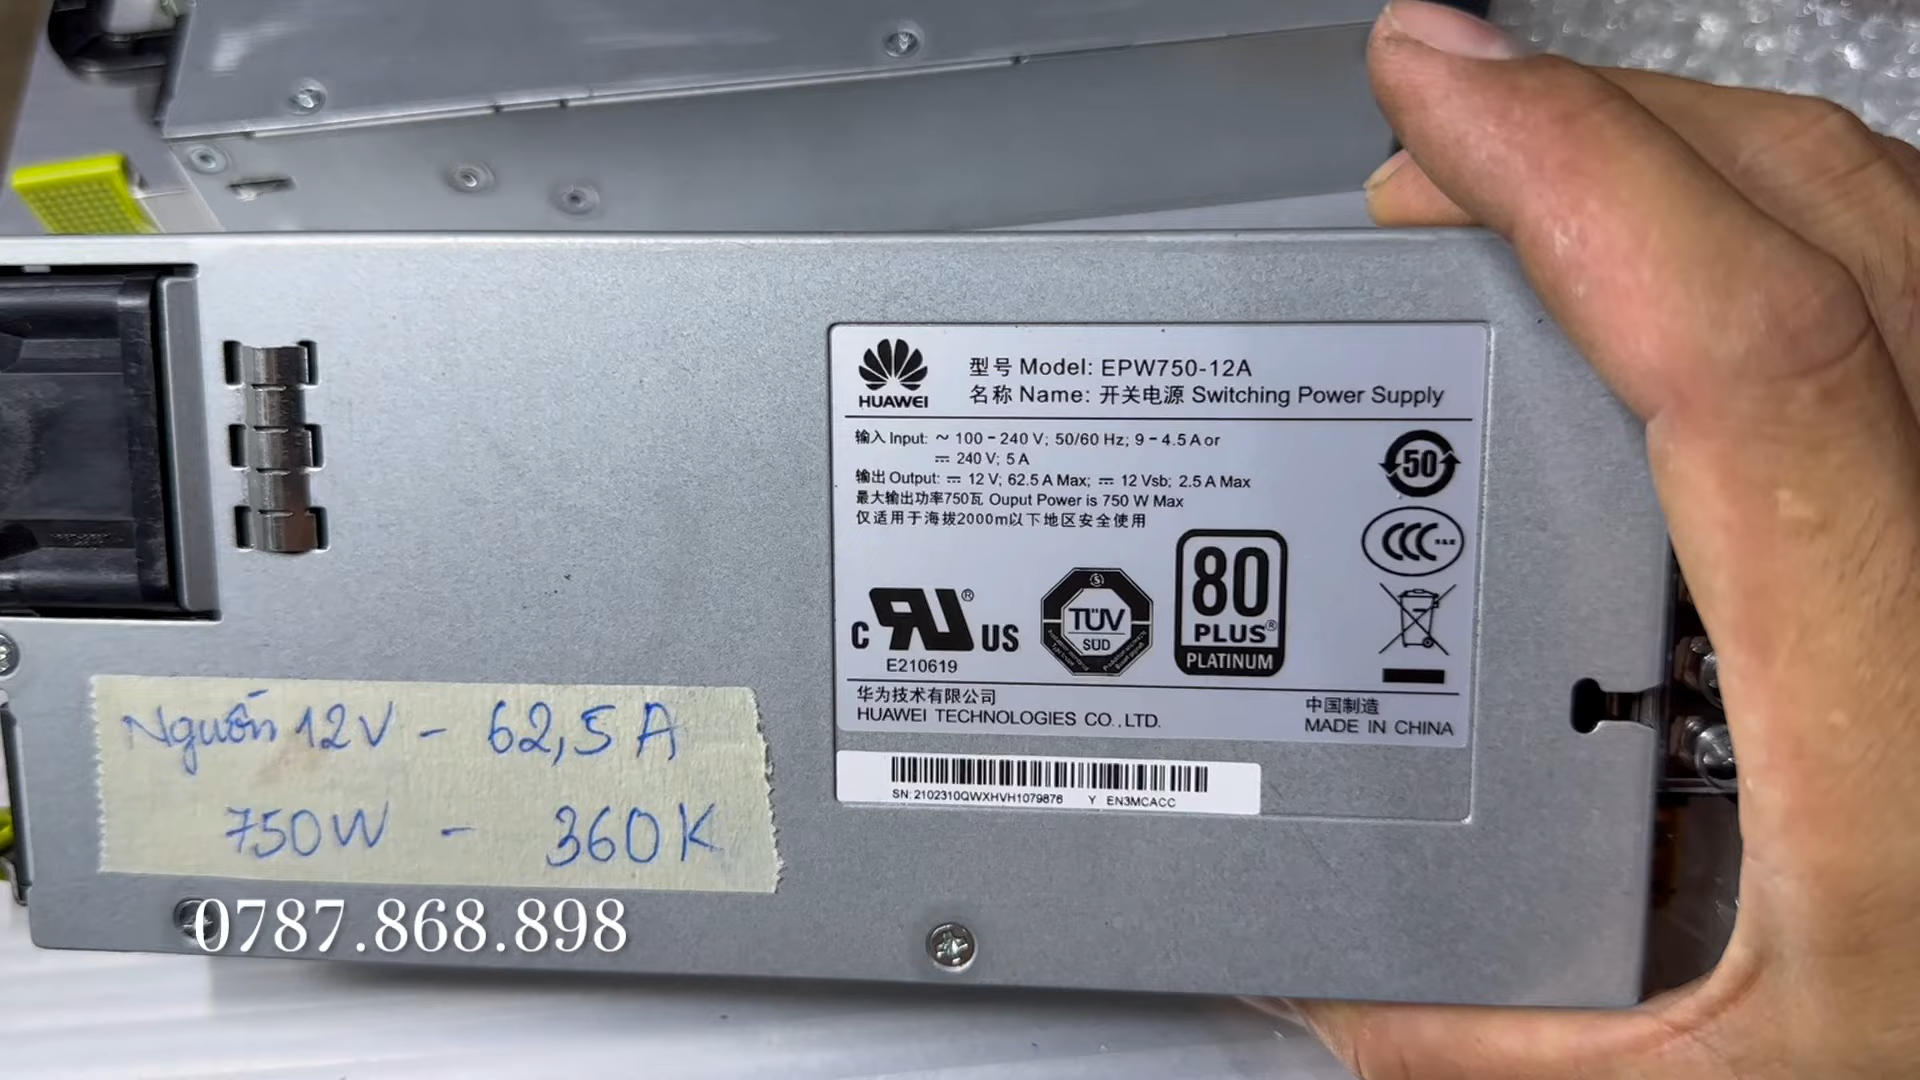 HUAWEI
型号 Model: EPW750-12A
名称 Name: 开关电源 Switching Power Supply
输入 Input: ~ 100-240 V; 50/60 Hz; 9-4.5 A or
⎓ 240 V; 5 A
输出 Output: ⎓ 12 V; 62.5 A Max; ⎓ 12 Vsb; 2.5 A Max
最大输出功率750瓦 Ouput Power is 750 W Max
仅适用于海拔2000m以下地区安全使用
50
CCC
C RU® US
E210619
TÜV
SÜD
80
PLUS®
PLATINUM
华为技术有限公司
HUAWEI TECHNOLOGIES CO.,LTD.
中国制造
MADE IN CHINA
SN: 2102310QWXHVH1079876 Y EN3MCACC
Nguồn 12V - 62,5 A
750W - 360K
0787.868.898